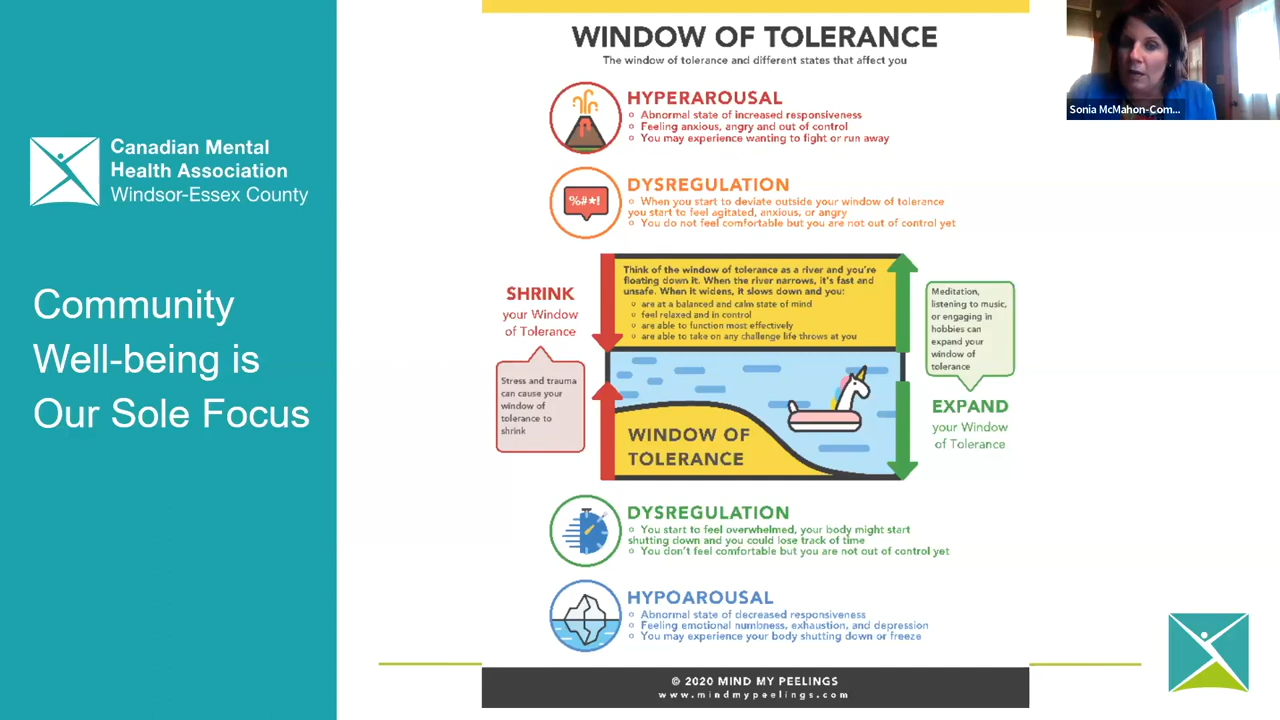 Canadian Mental
Health Association
Windsor-Essex County
Community
Well-being is
Our Sole Focus
WINDOW OF TOLERANCE
The window of tolerance and different states that affect you
HYPERAROUSAL
Abnormal state of increased responsiveness
Feeling anxious, angry and out of control
You may experience wanting to fight or run away
%#*!
DYSREGULATION
When you start to deviate outside your window of tolerance
you start to feel agitated, anxious, or angry
You do not feel comfortable but you are not out of control yet
SHRINK
your Window
of Tolerance
Stress and trauma
can cause your
window of
tolerance to
shrink
Think of the window of tolerance as a river and you're
floating down it. When the river narrows, it's fast and
unsafe. When it widens, it slows down and you:
are at a balanced and calm state of mind
feel relaxed and in control
are able to function most effectively
are able to take on any challenge life throws at you
WINDOW OF
TOLERANCE
Meditation,
listening to music,
or engaging in
hobbies can
expand your
window of
tolerance
EXPAND
your Window
of Tolerance
DYSREGULATION
You start to feel overwhelmed, your body might start
shutting down and you could lose track of time
You don't feel comfortable but you are not out of control yet
HYPOAROUSAL
Abnormal state of decreased responsiveness
Feeling emotional numbness, exhaustion, and depression
You may experience your body shutting down or freeze
© 2020 MIND MY PEELINGS
www.mindmypeelings.com
Sonia McMahon-Com...